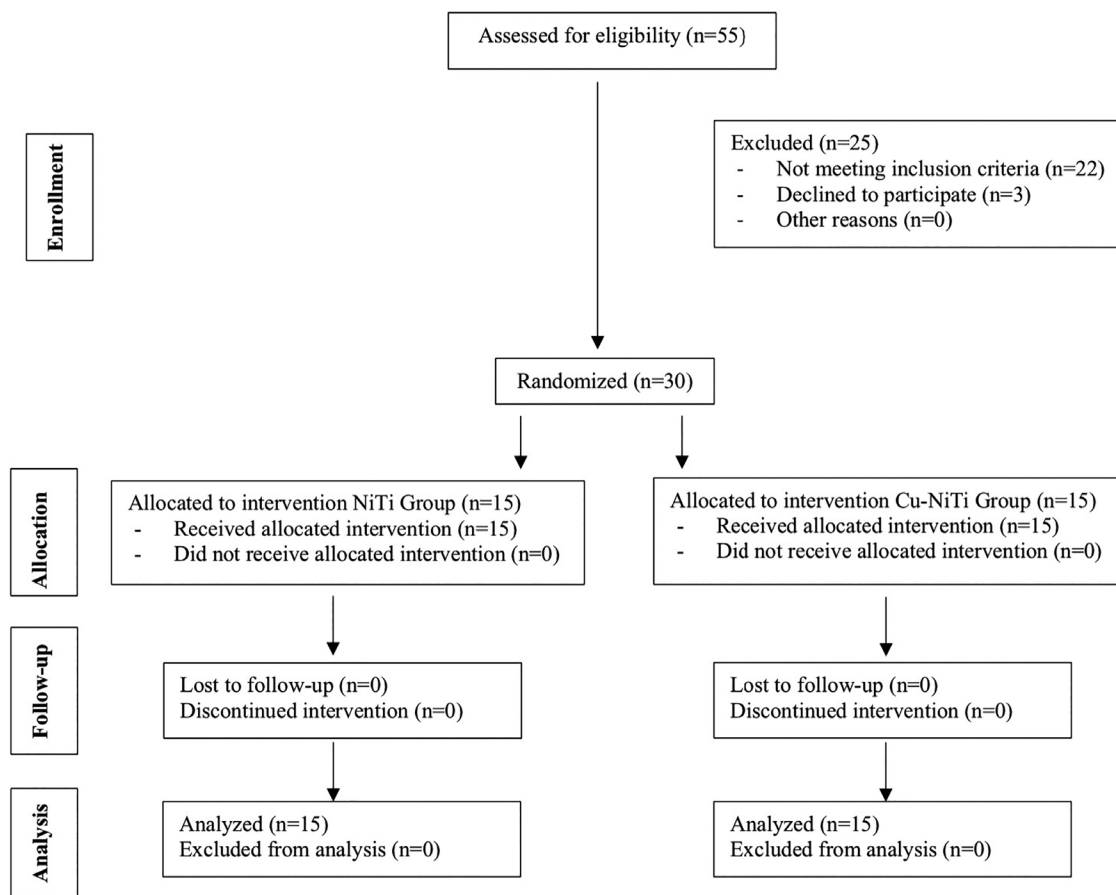 Assessed for eligibility (n=55)
Enrollment
Excluded (n=25)
- Not meeting inclusion criteria (n=22)
- Declined to participate (n=3)
- Other reasons (n=0)
Randomized (n=30)
Allocation
Allocated to intervention NiTi Group (n=15)
- Received allocated intervention (n=15)
- Did not receive allocated intervention (n=0)
Allocated to intervention Cu-NiTi Group (n=15)
- Received allocated intervention (n=15)
- Did not receive allocated intervention (n=0)
Follow-up
Lost to follow-up (n=0)
Discontinued intervention (n=0)
Lost to follow-up (n=0)
Discontinued intervention (n=0)
Analysis
Analyzed (n=15)
Excluded from analysis (n=0)
Analyzed (n=15)
Excluded from analysis (n=0)